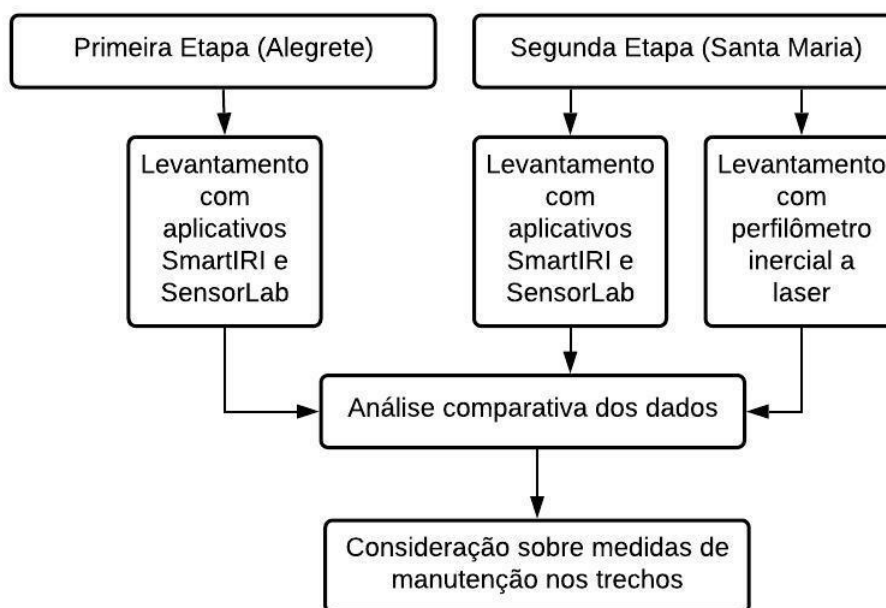 Primeira Etapa (Alegrete)
Segunda Etapa (Santa Maria)
Levantamento
com
aplicativos
SmartIRI e
SensorLab
Levantamento
com
aplicativos
SmartIRI e
SensorLab
Levantamento
com
perfilômetro
inercial a
laser
Análise comparativa dos dados
Consideração sobre medidas de
manutenção nos trechos